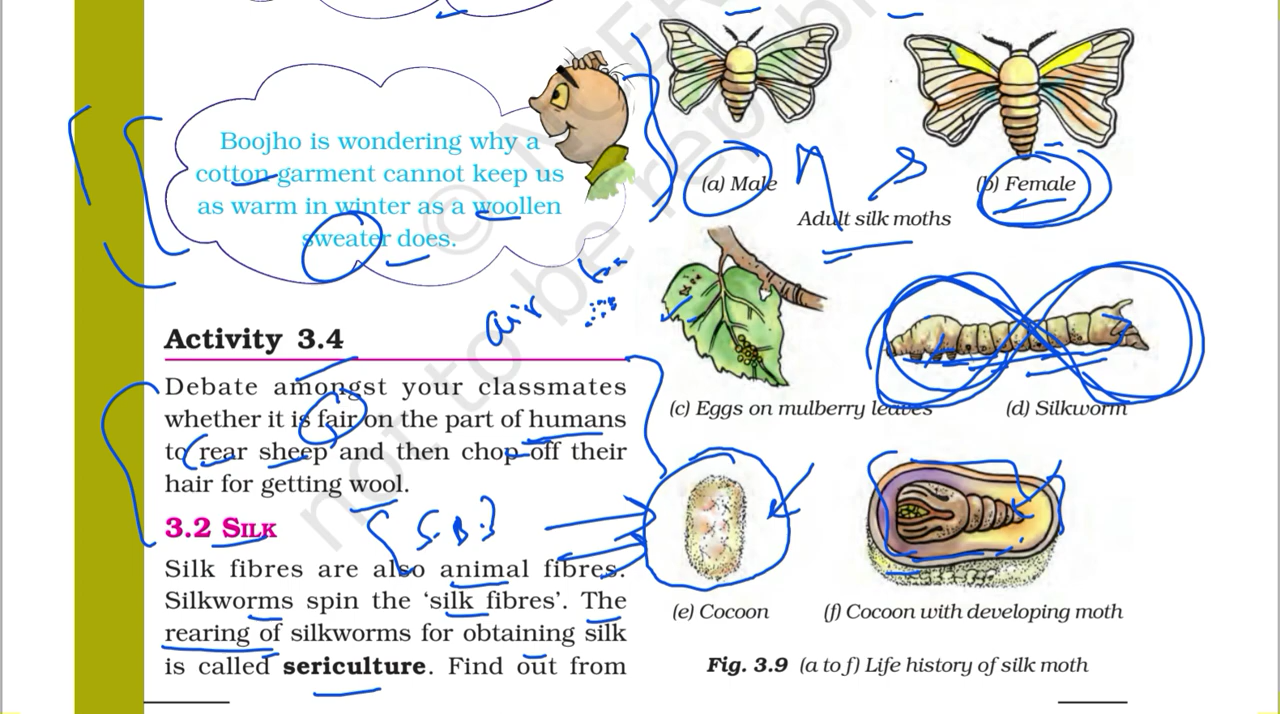 Boojho is wondering why a
cotton garment cannot keep us
as warm in winter as a woollen
sweater does.
air
Activity 3.4
Debate amongst your classmates
whether it is fair on the part of humans
to rear sheep and then chop off their
hair for getting wool.
3.2 SILK
S.B.
Silk fibres are also animal fibres.
Silkworms spin the ‘silk fibres’. The
rearing of silkworms for obtaining silk
is called sericulture. Find out from
(a) Male
(b) Female
Adult silk moths
(c) Eggs on mulberry leaves
(d) Silkworm
(e) Cocoon
(f) Cocoon with developing moth
Fig. 3.9 (a to f) Life history of silk moth
not to be republished